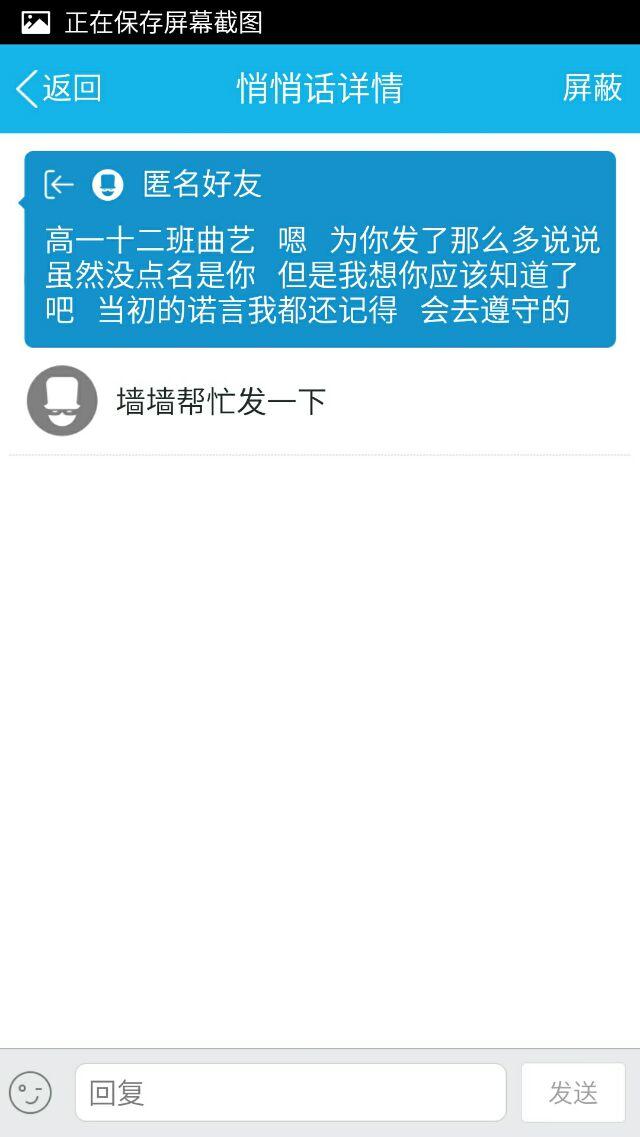 正在保存屏幕截图
返回 悄悄话详情 屏蔽
匿名好友
高一十二班曲艺 嗯 为你发了那么多说说
虽然没点名是你 但是我想你应该知道了
吧 当初的诺言我都还记得 会去遵守的
墙墙帮忙发一下
回复 发送